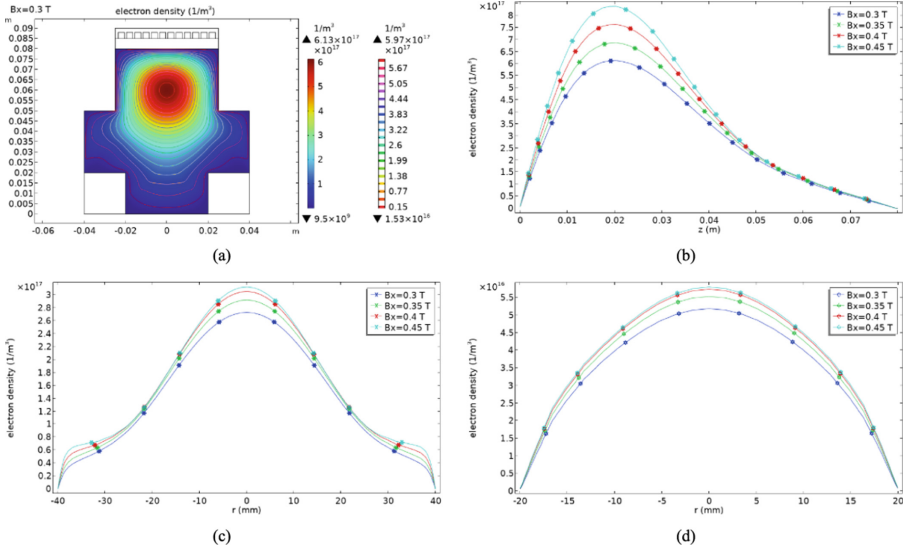 Bx=0.3 T
electron density (1/m³)
m
0.09
0.085
0.08
0.075
0.07
0.065
0.06
0.055
0.05
0.045
0.04
0.035
0.03
0.025
0.02
0.015
0.01
0.005
0
-0.06 -0.04 -0.02 0 0.02 0.04 m
1/m³
6.13×10¹⁷
×10¹⁷
6
5
4
3
2
1
9.5×10⁹
1/m³
5.97×10¹⁷
×10¹⁷
5.67
5.05
4.44
3.83
3.22
2.6
1.99
1.38
0.77
0.15
1.53×10¹⁶
(a)
×10¹⁷
8
7.5
7
6.5
6
5.5
5
4.5
4
3.5
3
2.5
2
1.5
1
0.5
0
electron density (1/m³)
0 0.01 0.02 0.03 0.04 0.05 0.06 0.07
z (m)
Bx=0.3 T
Bx=0.35 T
Bx=0.4 T
Bx=0.45 T
(b)
×10¹⁷
3
2.8
2.6
2.4
2.2
2
1.8
1.6
1.4
1.2
1
0.8
0.6
0.4
0.2
0
electron density (1/m³)
-40 -30 -20 -10 0 10 20 30 40
r (mm)
Bx=0.3 T
Bx=0.35 T
Bx=0.4 T
Bx=0.45 T
(c)
×10¹⁶
5.5
5
4.5
4
3.5
3
2.5
2
1.5
1
0.5
0
electron density (1/m³)
-20 -15 -10 -5 0 5 10 15 20
r (mm)
Bx=0.3 T
Bx=0.35 T
Bx=0.4 T
Bx=0.45 T
(d)